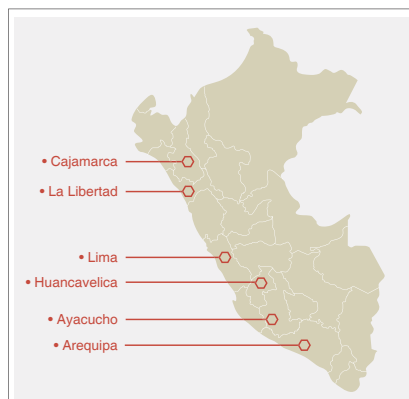 • Cajamarca
• La Libertad
• Lima
• Huancavelica
• Ayacucho
• Arequipa